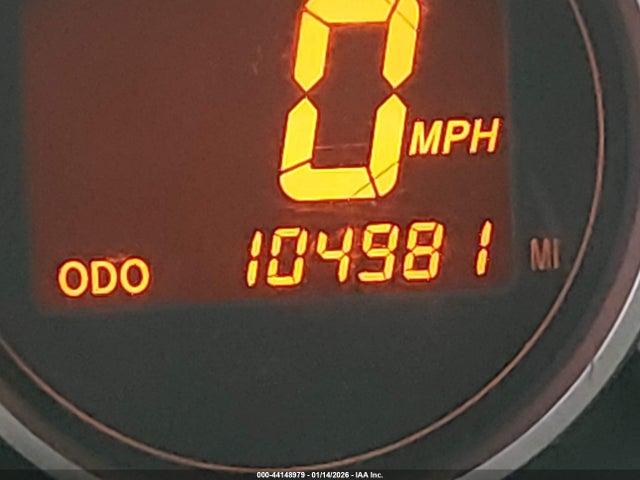 0 MPH
ODO 104981 MI
000-44148979 - 01/14/2026 - IAA Inc.